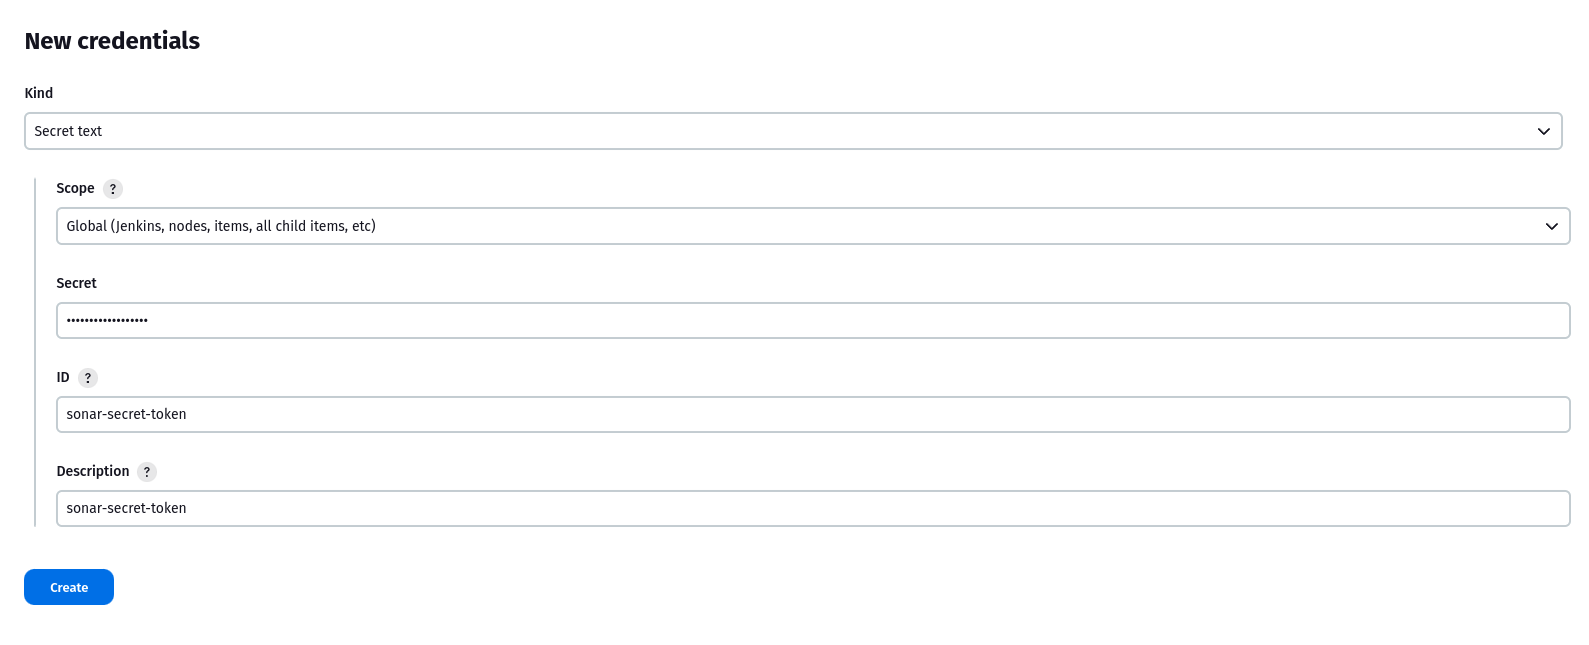 New credentials
Kind
Secret text
Scope ?
Global (Jenkins, nodes, items, all child items, etc)
Secret
••••••••••••••••••
ID ?
sonar-secret-token
Description ?
sonar-secret-token
Create